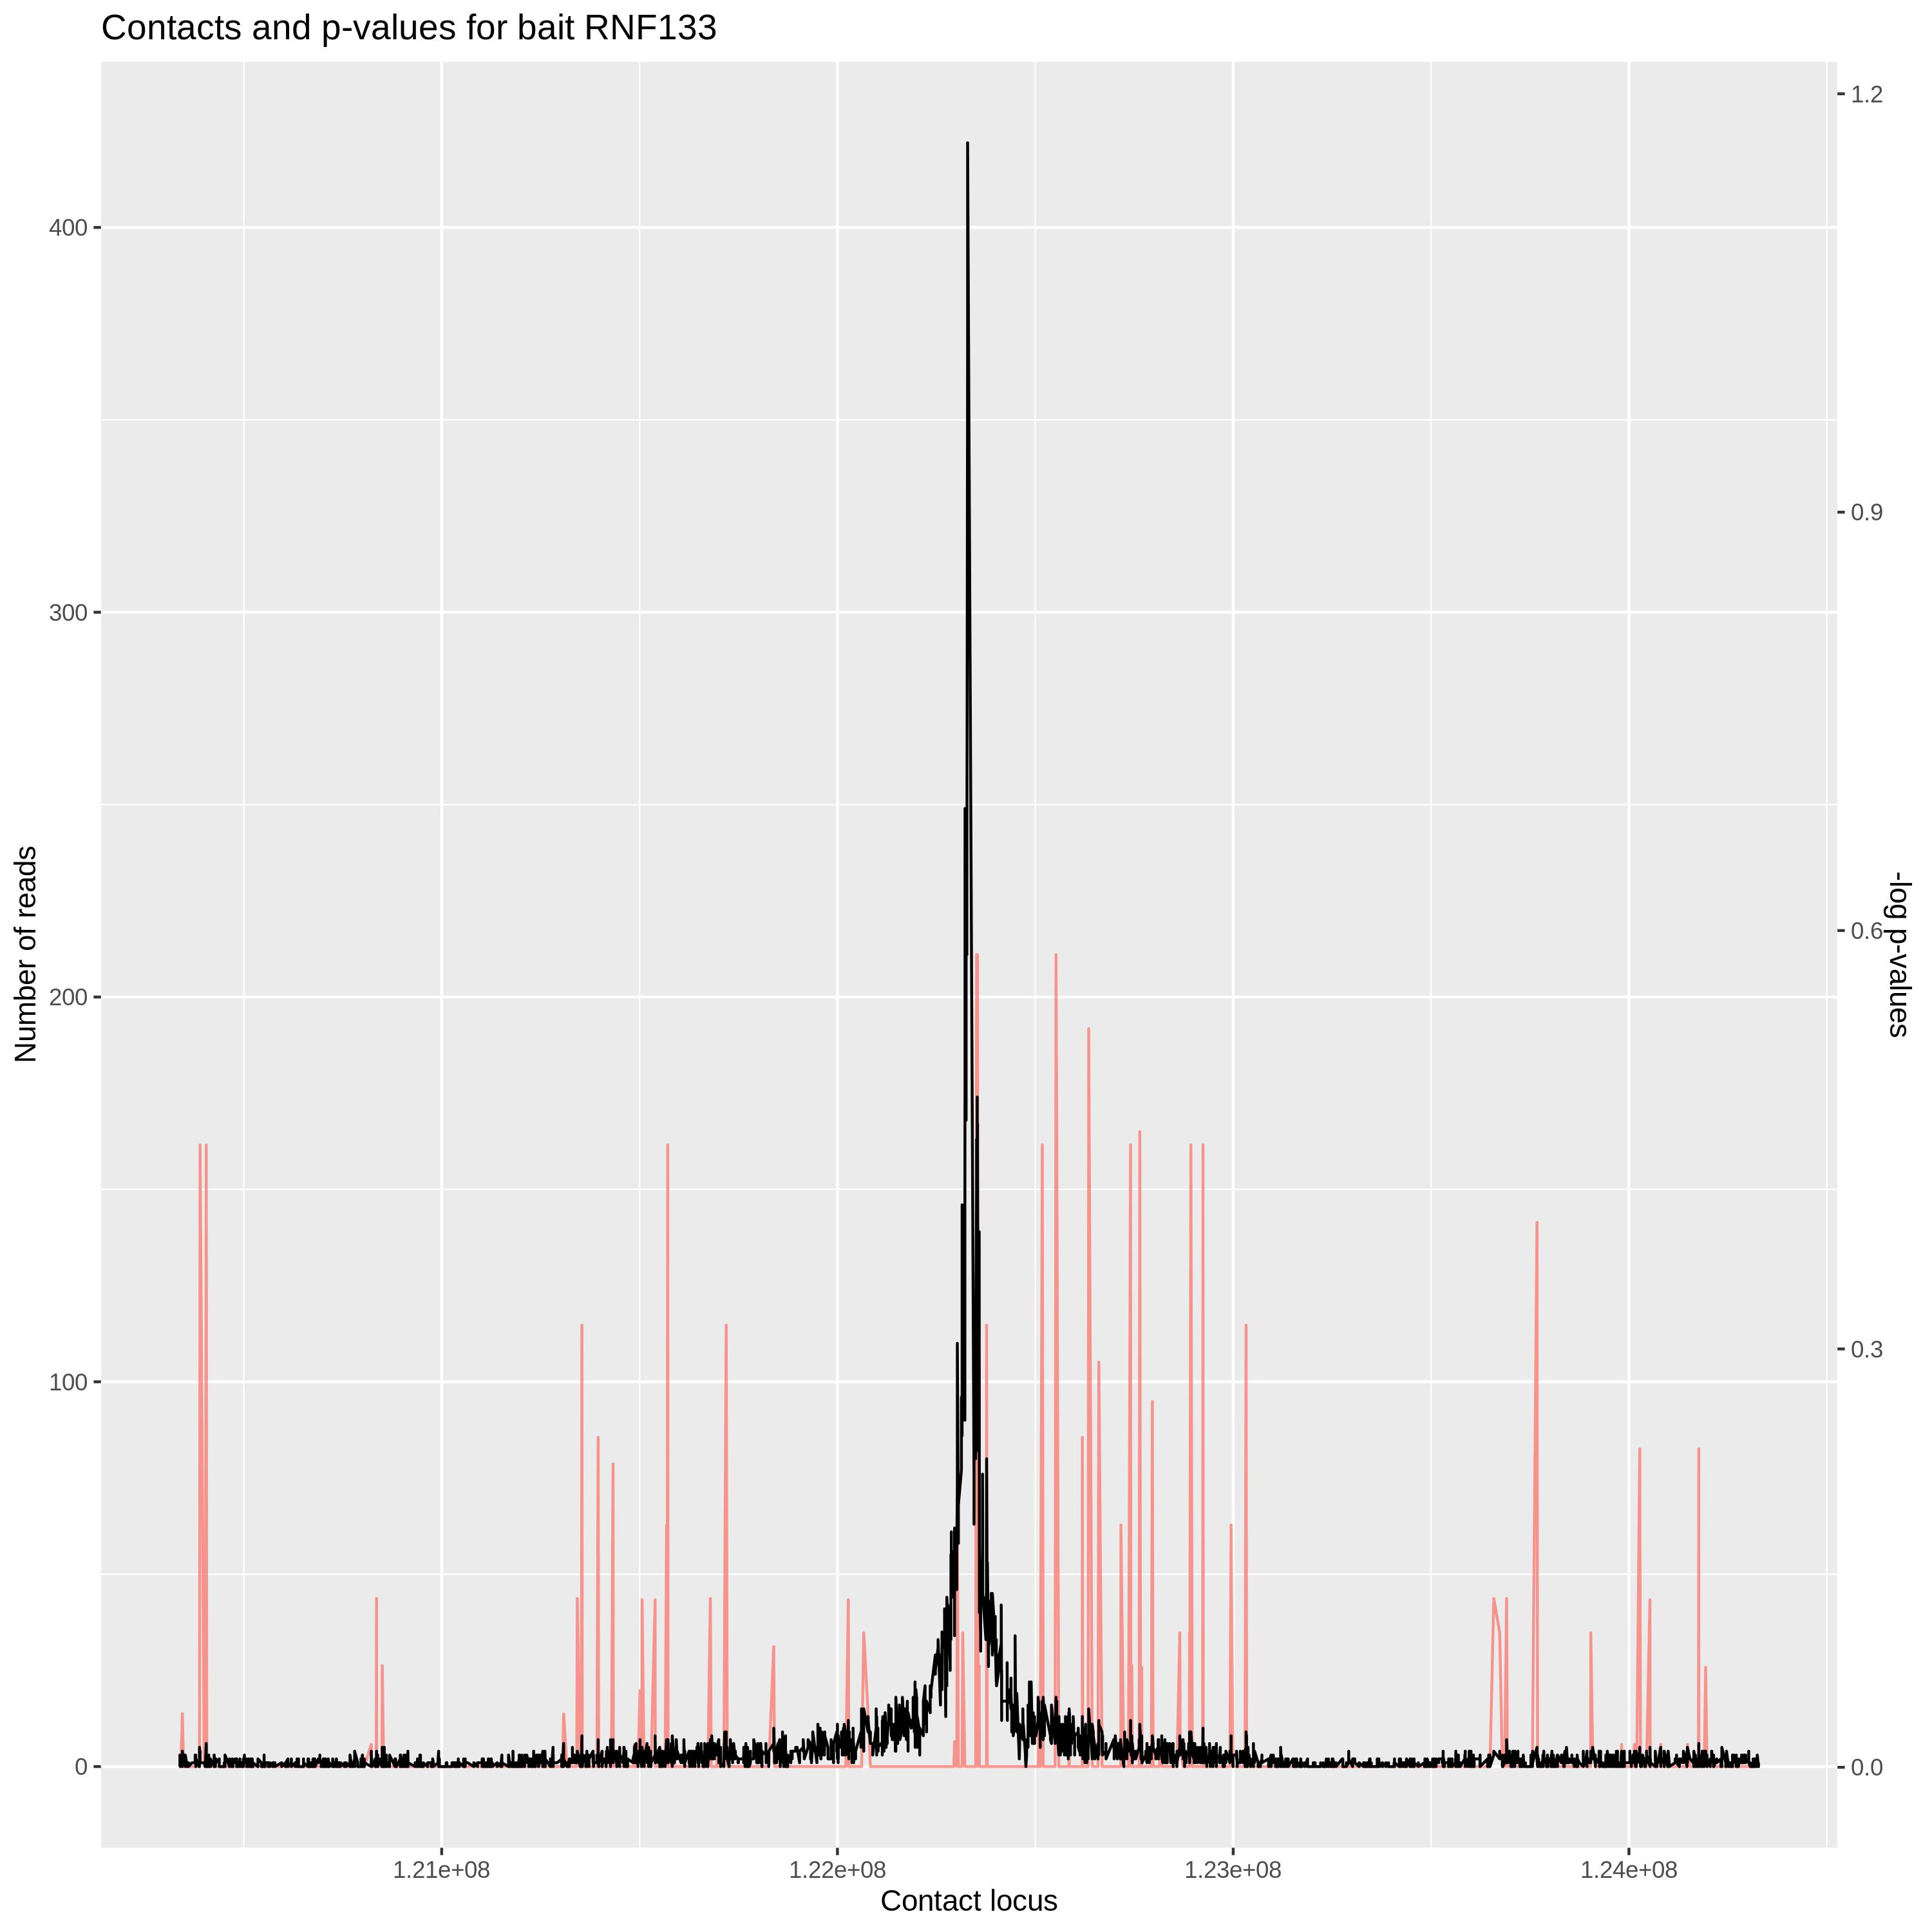 Contacts and p-values for bait RNF133
Number of reads
400
300
200
100
0
1.2
0.9
0.6
0.3
0.0
-log p-values
1.21e+08
1.22e+08
1.23e+08
1.24e+08
Contact locus